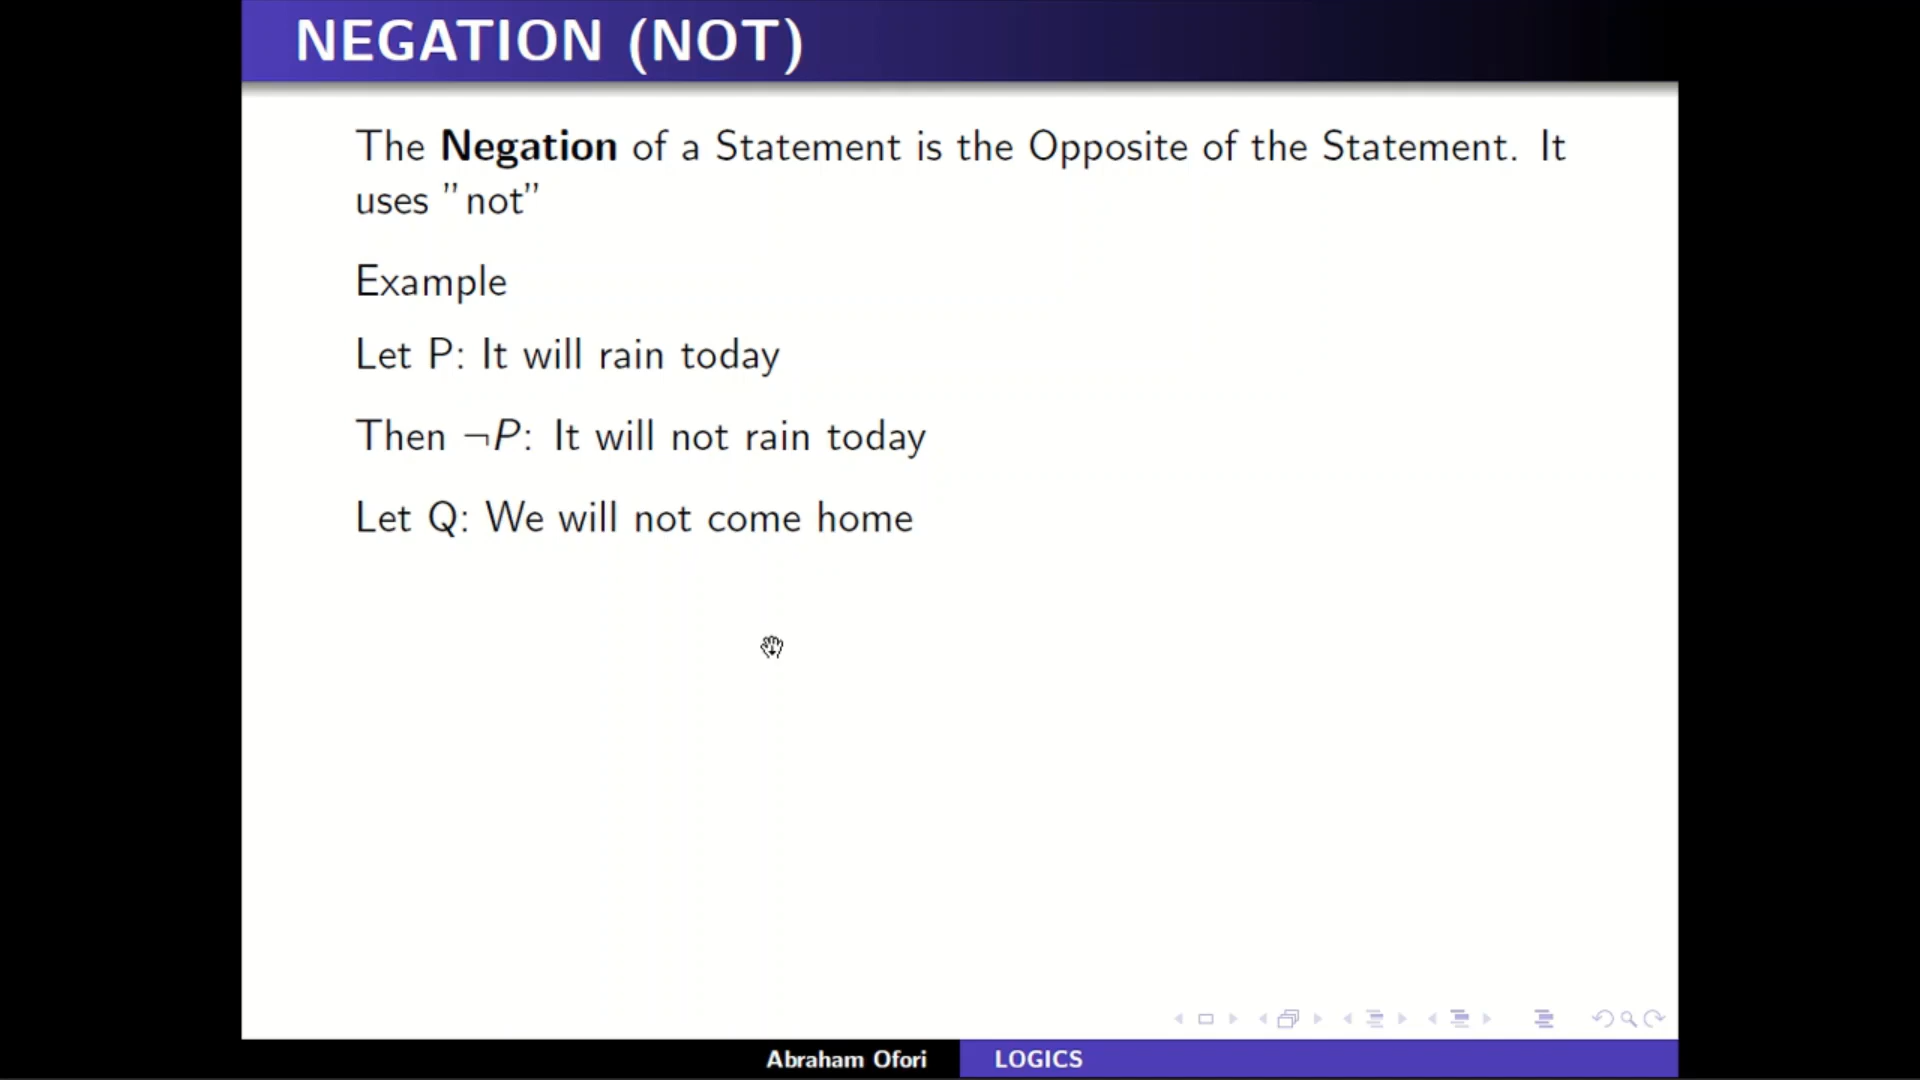 NEGATION (NOT)
The Negation of a Statement is the Opposite of the Statement. It
uses ”not”
Example
Let P: It will rain today
Then ¬P: It will not rain today
Let Q: We will not come home
Abraham Ofori
LOGICS